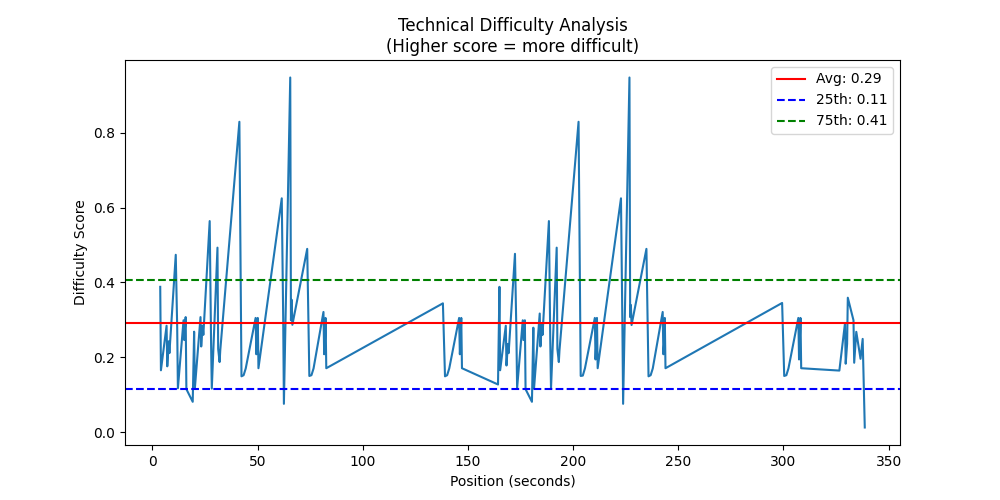 Technical Difficulty Analysis
(Higher score = more difficult)
Avg: 0.29
25th: 0.11
75th: 0.41
Difficulty Score
0.8
0.6
0.4
0.2
0.0
0 50 100 150 200 250 300 350
Position (seconds)